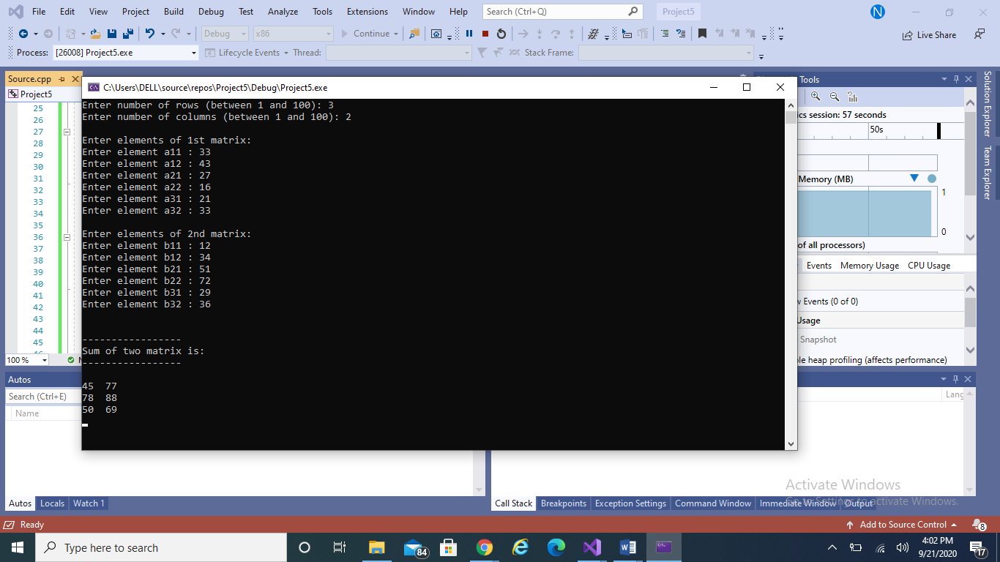 File Edit View Project Build Debug Test Analyze Tools Extensions Window Help Search (Ctrl+Q) Project5 N
Debug x86 Continue Live Share
Process: [26008] Project5.exe Lifecycle Events Thread: Stack Frame:
Source.cpp
Project5
25
26
27
28
29
30
31
32
33
34
35
36
37
38
39
40
41
42
43
44
45
100 %
C:\Users\DELL\source\repos\Project5\Debug\Project5.exe
Enter number of rows (between 1 and 100): 3
Enter number of columns (between 1 and 100): 2
Enter elements of 1st matrix:
Enter element a11 : 33
Enter element a12 : 43
Enter element a21 : 27
Enter element a22 : 16
Enter element a31 : 21
Enter element a32 : 33
Enter elements of 2nd matrix:
Enter element b11 : 12
Enter element b12 : 34
Enter element b21 : 51
Enter element b22 : 72
Enter element b31 : 29
Enter element b32 : 36
-----------------
Sum of two matrix is:
-----------------
45 77
78 88
50 69
Tools
cs session: 57 seconds
50s
Memory (MB)
1
0
of all processors)
Events Memory Usage CPU Usage
Events (0 of 0)
Usage
Snapshot
le heap profiling (affects performance)
Solution Explorer
Team Explorer
Autos
Search (Ctrl+E)
Name
Lang
Autos Locals Watch 1
Call Stack Breakpoints Exception Settings Command Window Immediate Window Output
Activate Windows
Go to Settings to activate Windows.
Ready
Add to Source Control 8
Type here to search
84
4:02 PM
9/21/2020
17